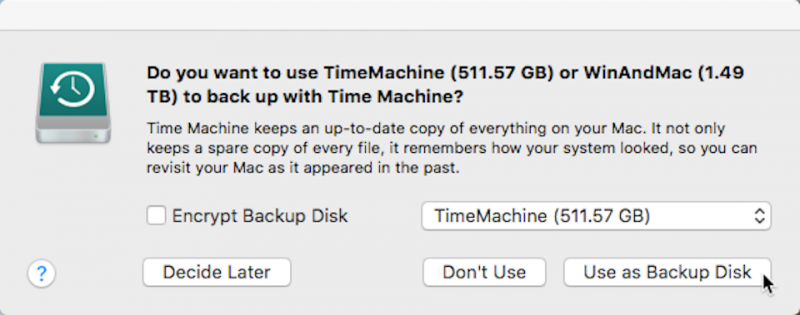 Do you want to use TimeMachine (511.57 GB) or WinAndMac (1.49
TB) to back up with Time Machine?
Time Machine keeps an up-to-date copy of everything on your Mac. It not only
keeps a spare copy of every file, it remembers how your system looked, so you can
revisit your Mac as it appeared in the past.
Encrypt Backup Disk
TimeMachine (511.57 GB)
?
Decide Later
Don't Use
Use as Backup Disk